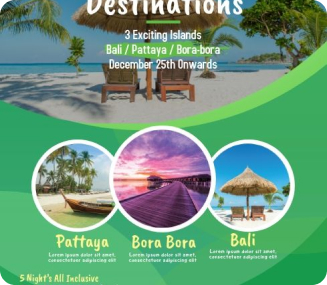 Destinations
3 Exciting Islands
Bali / Pattaya / Bora-bora
December 25th Onwards
Pattaya
Lorem ipsum dolor sit amet,
consectetuer adipiscing elit
Bora Bora
Lorem ipsum dolor sit amet,
consectetuer adipiscing elit
Bali
Lorem ipsum dolor sit amet,
consectetuer adipiscing elit
5 Night's All Inclusive